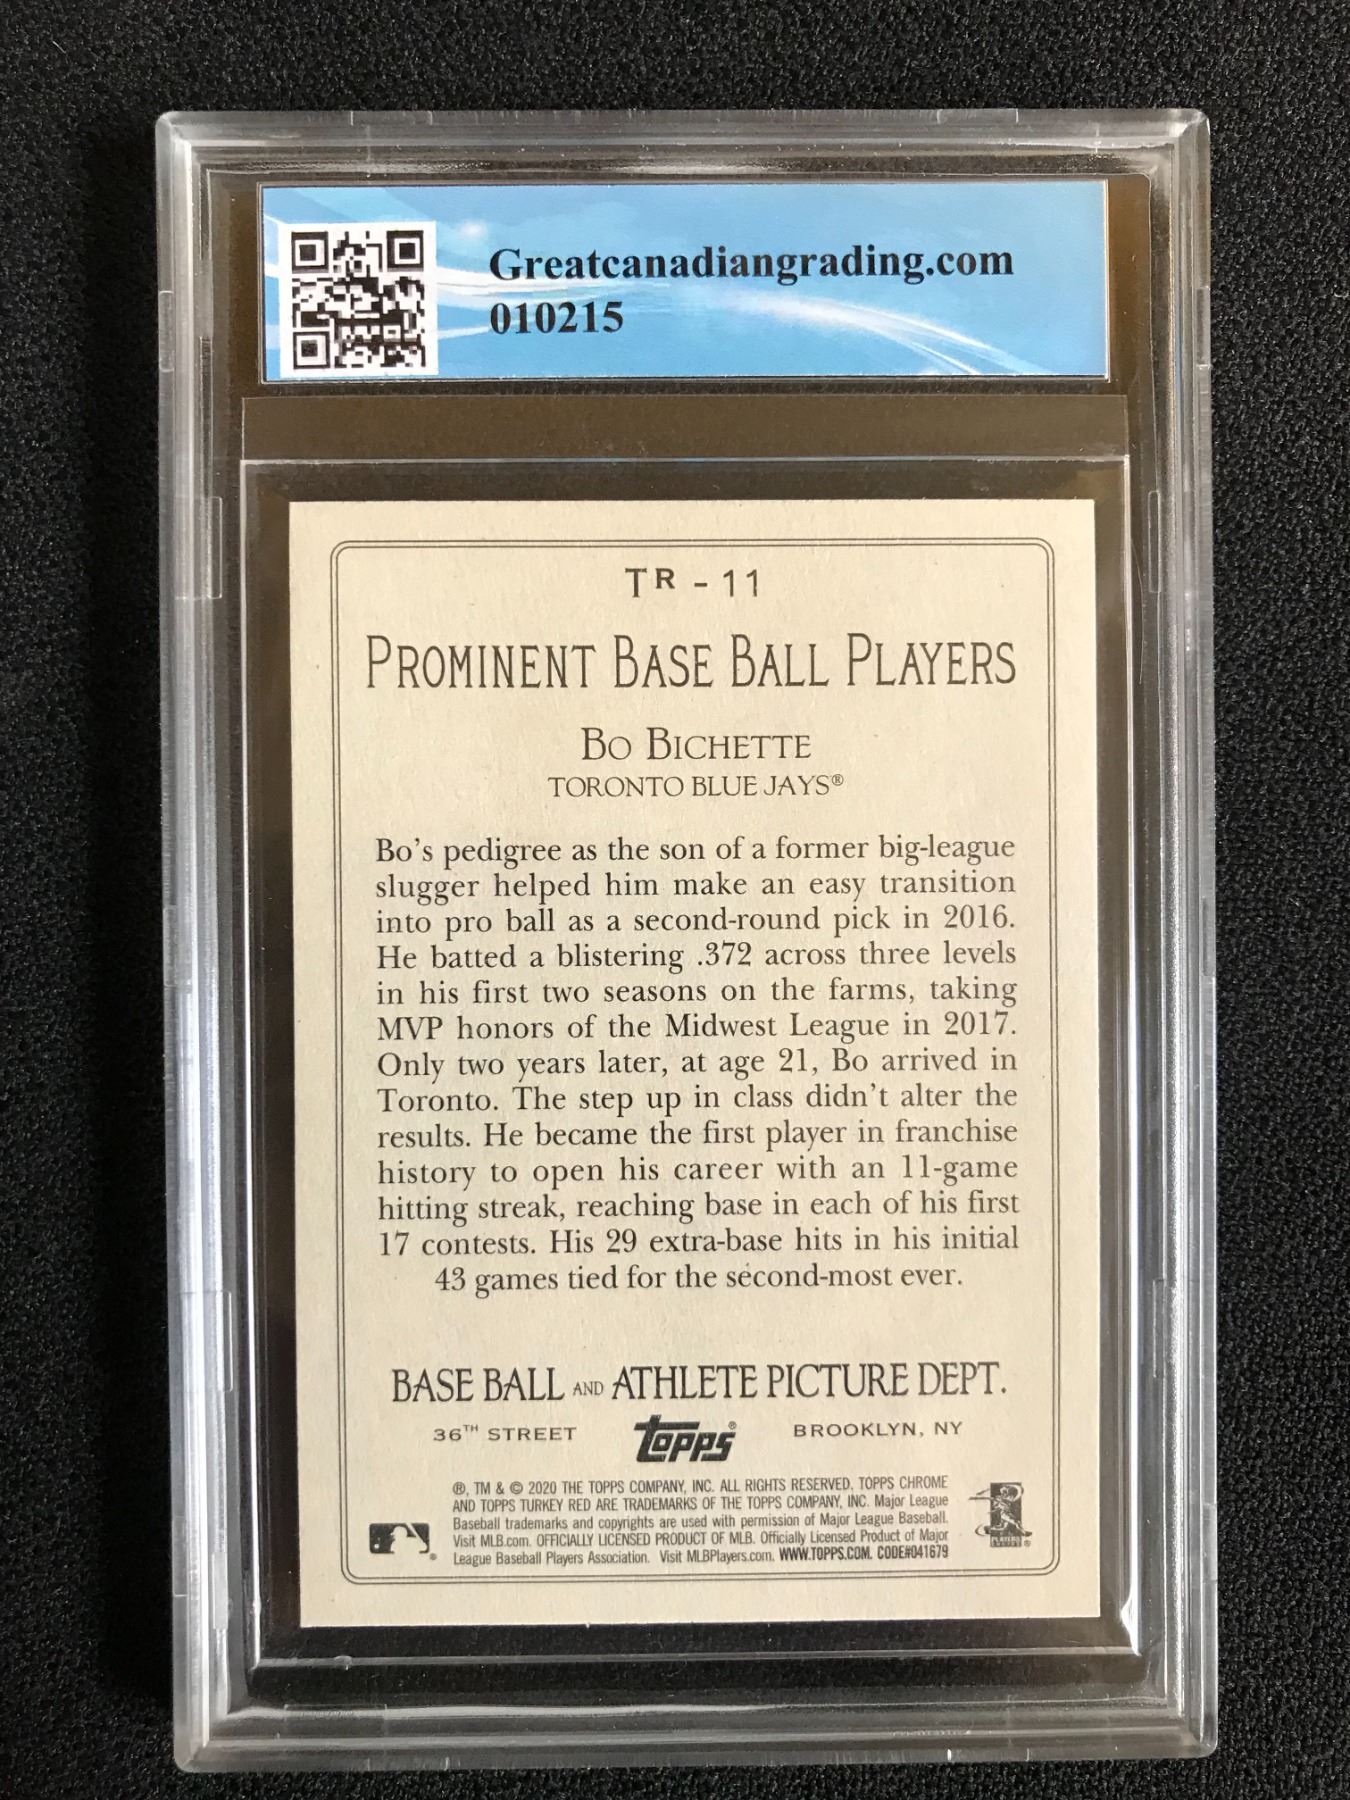 Greatcanadiangrading.com
010215
TR - 11
PROMINENT BASE BALL PLAYERS
BO BICHETTE
TORONTO BLUE JAYS®
Bo's pedigree as the son of a former big-league
slugger helped him make an easy transition
into pro ball as a second-round pick in 2016.
He batted a blistering .372 across three levels
in his first two seasons on the farms, taking
MVP honors of the Midwest League in 2017.
Only two years later, at age 21, Bo arrived in
Toronto. The step up in class didn't alter the
results. He became the first player in franchise
history to open his career with an 11-game
hitting streak, reaching base in each of his first
17 contests. His 29 extra-base hits in his initial
43 games tied for the second-most ever.
BASE BALL AND ATHLETE PICTURE DEPT.
36TH STREET topps® BROOKLYN, NY
®, TM & © 2020 THE TOPPS COMPANY, INC. ALL RIGHTS RESERVED. TOPPS CHROME
AND TOPPS TURKEY RED ARE TRADEMARKS OF THE TOPPS COMPANY, INC. Major League
Baseball trademarks and copyrights are used with permission of Major League Baseball.
Visit MLB.com. OFFICIALLY LICENSED PRODUCT OF MLB. Officially Licensed Product of Major
League Baseball Players Association. Visit MLBPlayers.com. WWW.TOPPS.COM. CODE#041679